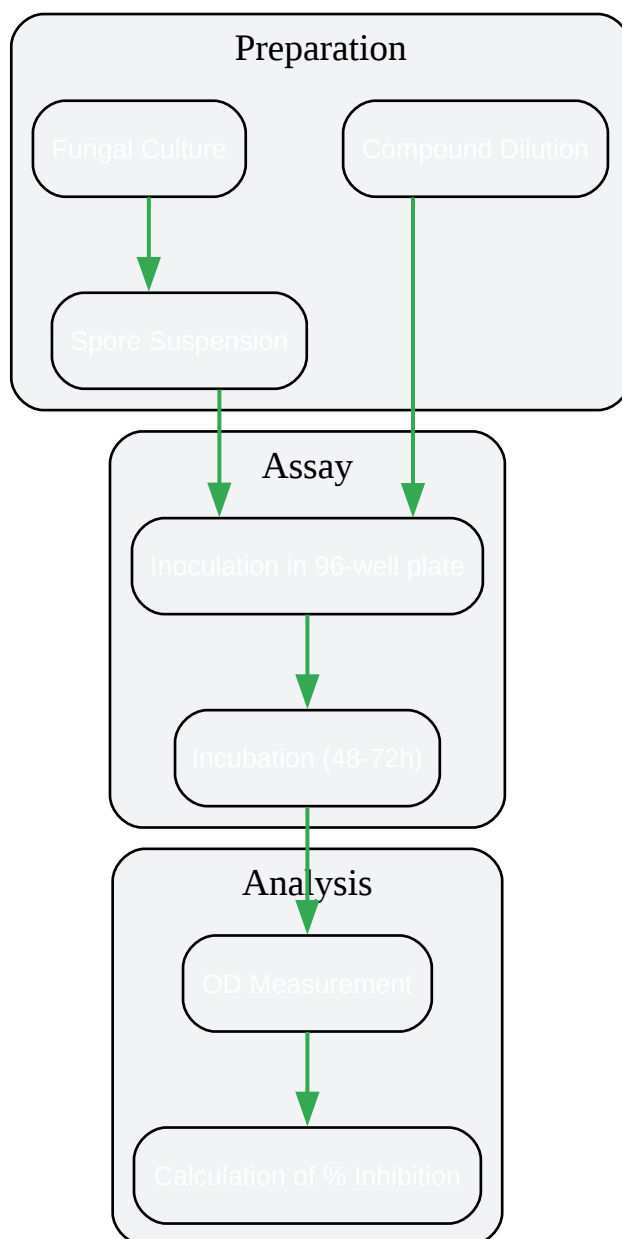 Preparation
Fungal Culture
Compound Dilution
Spore Suspension
Assay
Inoculation in 96-well plate
Incubation (48-72h)
Analysis
OD Measurement
Calculation of % Inhibition